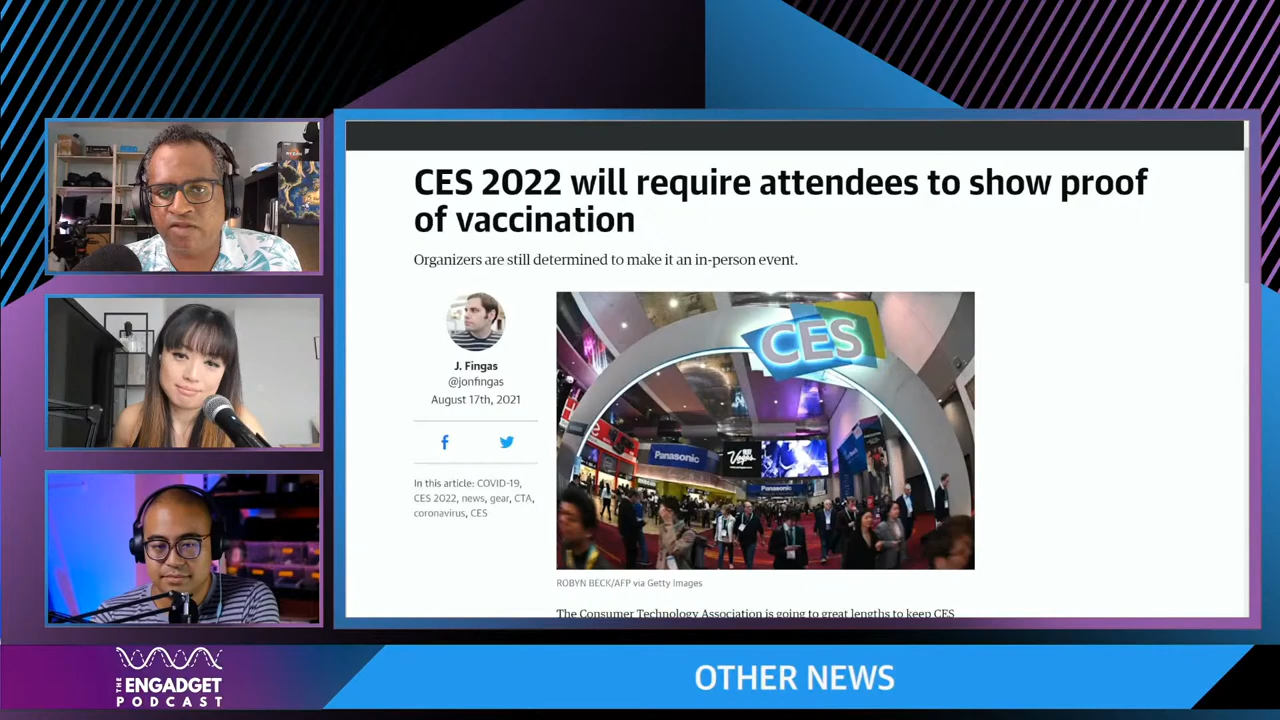 CES 2022 will require attendees to show proof
of vaccination
Organizers are still determined to make it an in-person event.
J. Fingas
@jonfingas
August 17th, 2021
In this article: COVID-19,
CES 2022, news, gear, CTA,
coronavirus, CES
CES
Panasonic
Vegas
Panasonic
ROBYN BECK/AFP via Getty Images
The Consumer Technology Association is going to great lengths to keep CES
THE
ENGADGET
PODCAST
OTHER NEWS